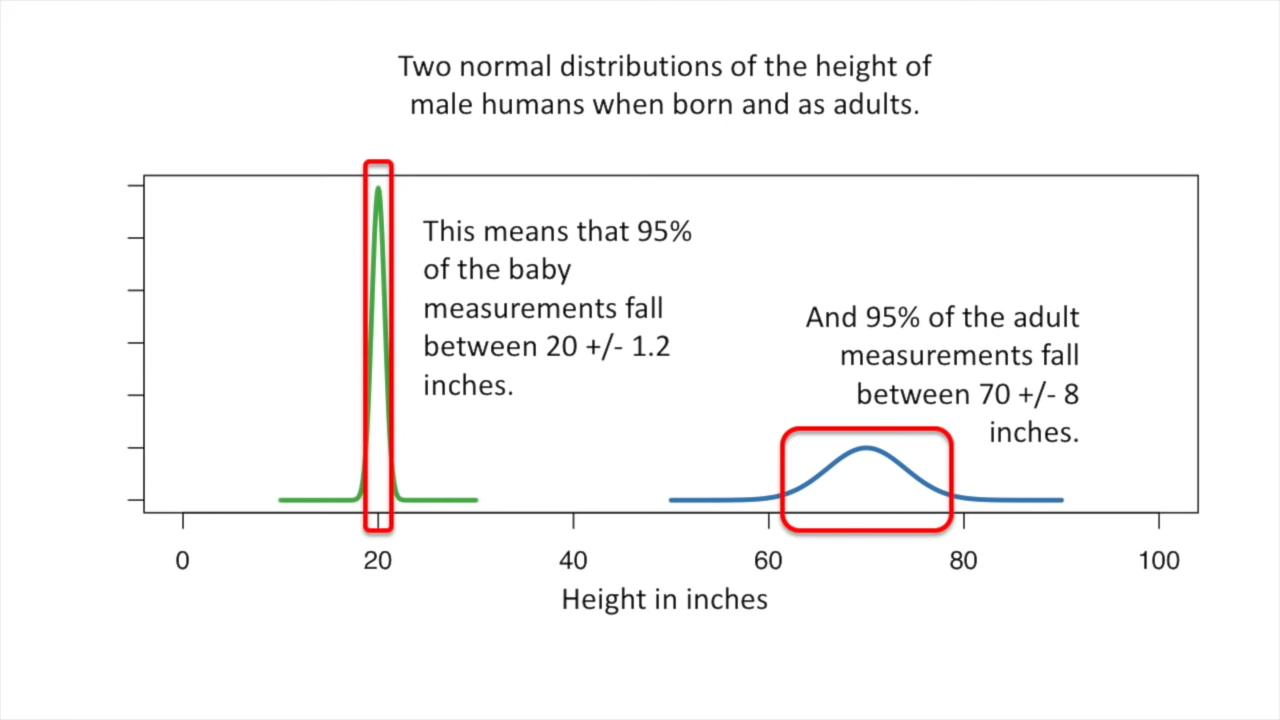 Two normal distributions of the height of
male humans when born and as adults.
This means that 95%
of the baby
measurements fall
between 20 +/- 1.2
inches.
And 95% of the adult
measurements fall
between 70 +/- 8
inches.
0 20 40 60 80 100
Height in inches